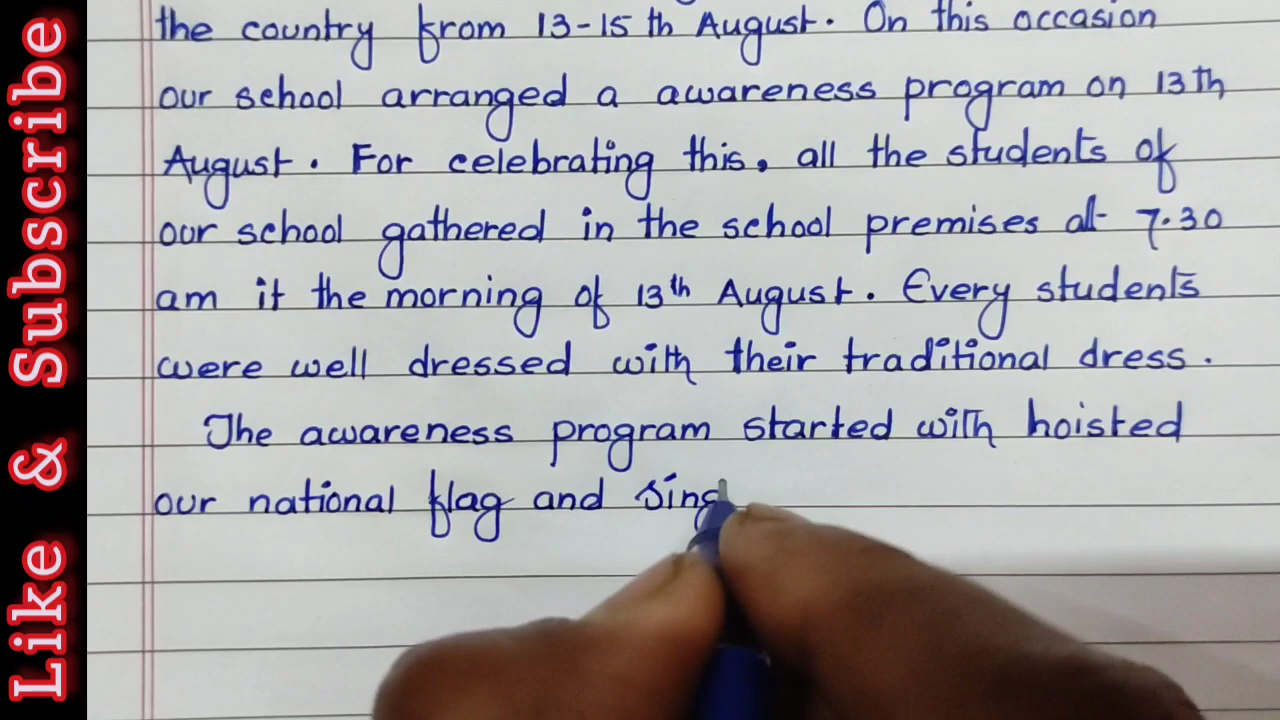 Like & Subscribe
the country from 13-15 th August. On this occasion
our school arranged a awareness program on 13th
August. For celebrating this, all the students of
our school gathered in the school premises at 7.30
am it the morning of 13th August. Every students
were well dressed with their traditional dress.
The awareness program started with hoisted
our national flag and sing